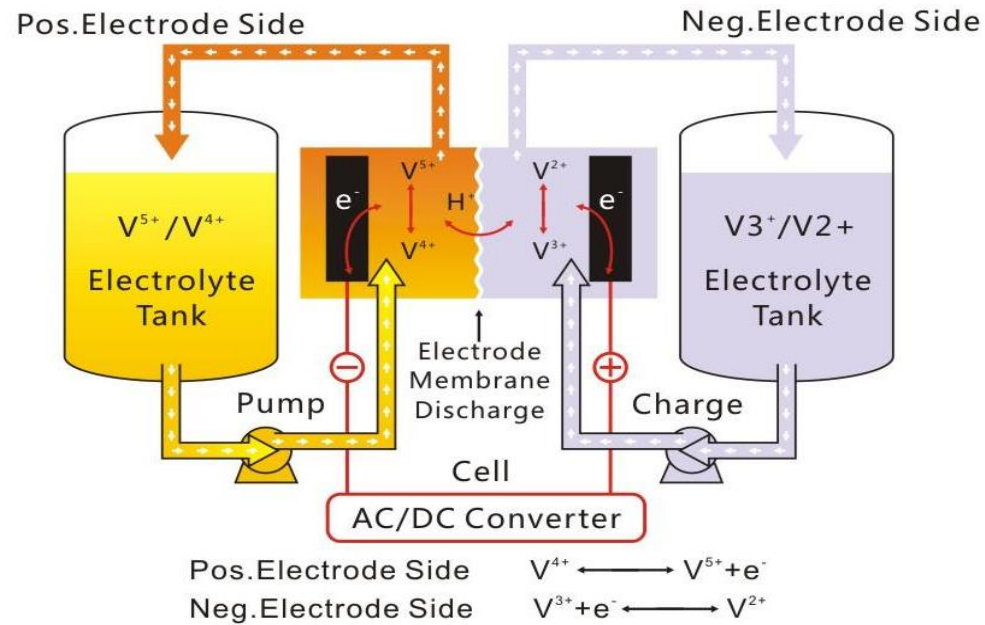 Pos.Electrode Side
Neg.Electrode Side
V⁵⁺/V⁴⁺
Electrolyte
Tank
e⁻
V⁵⁺
V⁴⁺
H⁺
V²⁺
V³⁺
e⁻
V3⁺/V2+
Electrolyte
Tank
−
+
Electrode
Membrane
Discharge
Pump
Charge
Cell
AC/DC Converter
Pos.Electrode Side V⁴⁺ ⟷ V⁵⁺+e⁻
Neg.Electrode Side V³⁺+e⁻ ⟷ V²⁺